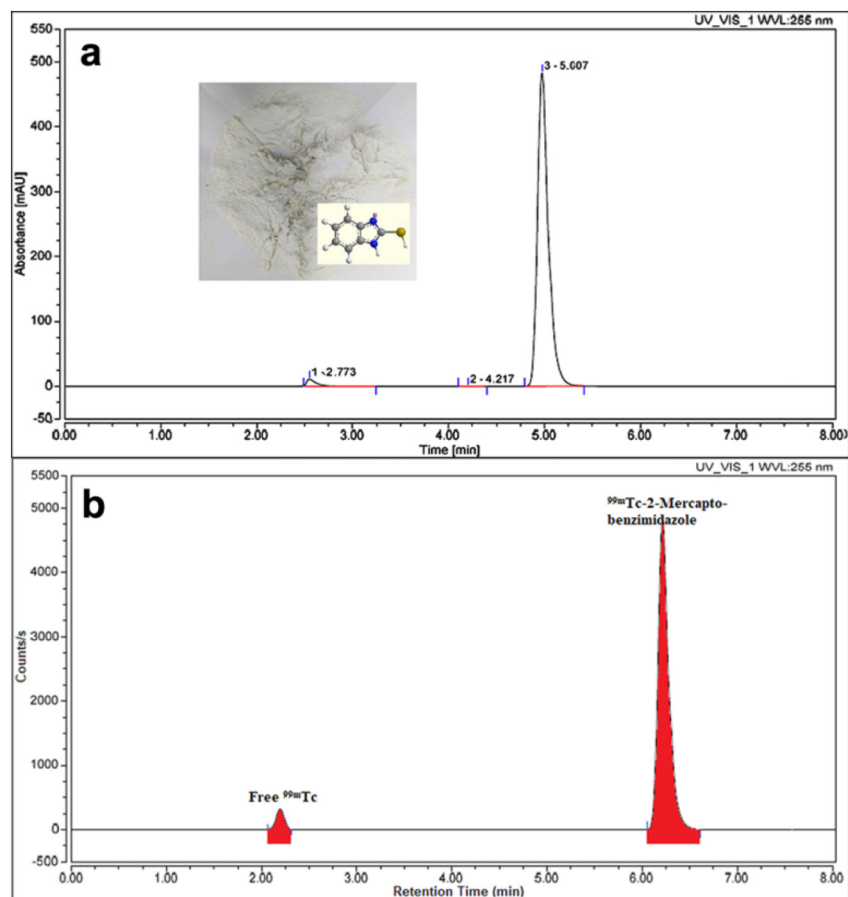 UV_VIS_1 WVL:255 nm
a
550
500
400
300
200
100
0
-50
Absorbance [mAU]
1 - 2.773
2 - 4.217
3 - 5.007
0.00 1.00 2.00 3.00 4.00 5.00 6.00 7.00 8.00
Time [min]
UV_VIS_1 WVL:255 nm
b
5500
5000
4000
3000
2000
1000
0
-500
Counts/s
Free ⁹⁹ᵐTc
⁹⁹ᵐTc-2-Mercapto-
benzimidazole
0.00 1.00 2.00 3.00 4.00 5.00 6.00 7.00 8.00
Retention Time (min)